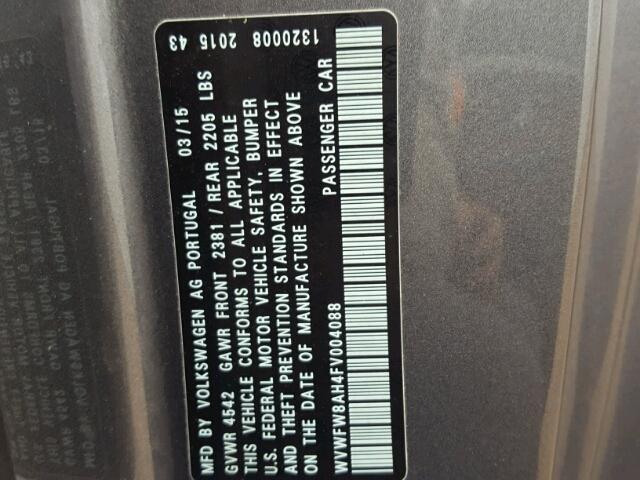 MFD BY VOLKSWAGEN AG PORTUGAL 03/15
GVWR 4542 GAWR FRONT 2381 / REAR 2205 LBS
THIS VEHICLE CONFORMS TO ALL APPLICABLE
U.S. FEDERAL MOTOR VEHICLE SAFETY, BUMPER
AND THEFT PREVENTION STANDARDS IN EFFECT
ON THE DATE OF MANUFACTURE SHOWN ABOVE
PASSENGER CAR
WVWFW8AH4FV004088
1320008 2015 43